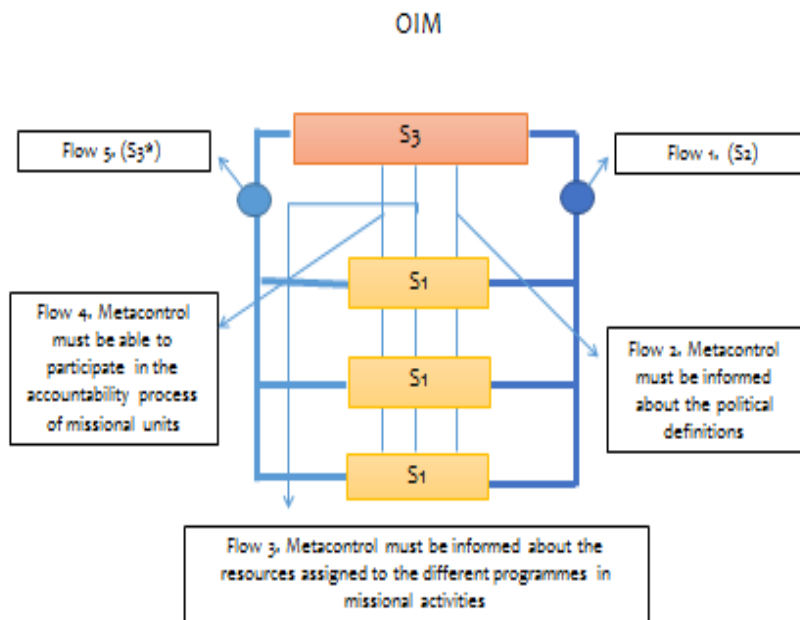 OIM
S3
Flow 5. (S3*)
Flow 1. (S2)
S1
Flow 4. Metacontrol
must be able to
participate in the
accountability process
of missional units
Flow 2. Metacontrol
must be informed
about the political
definitions
S1
S1
Flow 3. Metacontrol must be informed about the
resources assigned to the different programmes in
missional activities